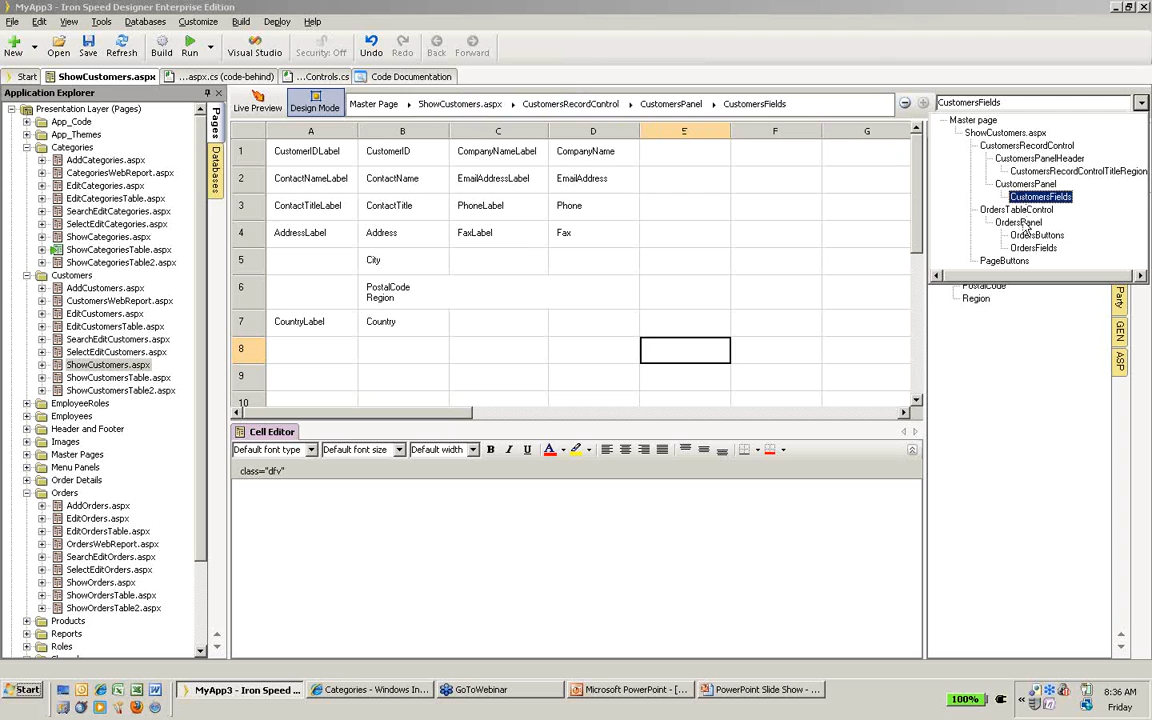 MyApp3 - Iron Speed Designer Enterprise Edition
File Edit View Tools Databases Customize Build Deploy Help
New Open Save Refresh Build Run Visual Studio Security: Off Undo Redo Back Forward
Start ShowCustomers.aspx ...aspx.cs (code-behind) ...Controls.cs Code Documentation
Application Explorer
Presentation Layer (Pages)
App_Code
App_Themes
Categories
AddCategories.aspx
CategoriesWebReport.aspx
EditCategories.aspx
EditCategoriesTable.aspx
SearchEditCategories.aspx
SelectEditCategories.aspx
ShowCategories.aspx
ShowCategoriesTable.aspx
ShowCategoriesTable2.aspx
Customers
AddCustomers.aspx
CustomersWebReport.aspx
EditCustomers.aspx
EditCustomersTable.aspx
SearchEditCustomers.aspx
SelectEditCustomers.aspx
ShowCustomers.aspx
ShowCustomersTable.aspx
ShowCustomersTable2.aspx
EmployeeRoles
Employees
Header and Footer
Images
Master Pages
Menu Panels
Order Details
Orders
AddOrders.aspx
EditOrders.aspx
EditOrdersTable.aspx
OrdersWebReport.aspx
SearchEditOrders.aspx
SelectEditOrders.aspx
ShowOrders.aspx
ShowOrdersTable.aspx
ShowOrdersTable2.aspx
Products
Reports
Roles
Pages
Databases
Live Preview Design Mode Master Page > ShowCustomers.aspx > CustomersRecordControl > CustomersPanel > CustomersFields
A B C D E F G
1 CustomerIDLabel CustomerID CompanyNameLabel CompanyName
2 ContactNameLabel ContactName EmailAddressLabel EmailAddress
3 ContactTitleLabel ContactTitle PhoneLabel Phone
4 AddressLabel Address FaxLabel Fax
5 City
6 PostalCode
Region
7 CountryLabel Country
8
9
10
Cell Editor
Default font type Default font size Default width B I U A
class="dfv"
CustomersFields
Master page
ShowCustomers.aspx
CustomersRecordControl
CustomersPanelHeader
CustomersRecordControlTitleRegion
CustomersPanel
CustomersFields
OrdersTableControl
OrdersPanel
OrdersButtons
OrdersFields
PageButtons
PostalCode
Region
Party
GEN
ASP
Start MyApp3 - Iron Speed Designer ... Categories - Windows In... GoToWebinar Microsoft PowerPoint - [... PowerPoint Slide Show - ... 100% 8:36 AM
Friday